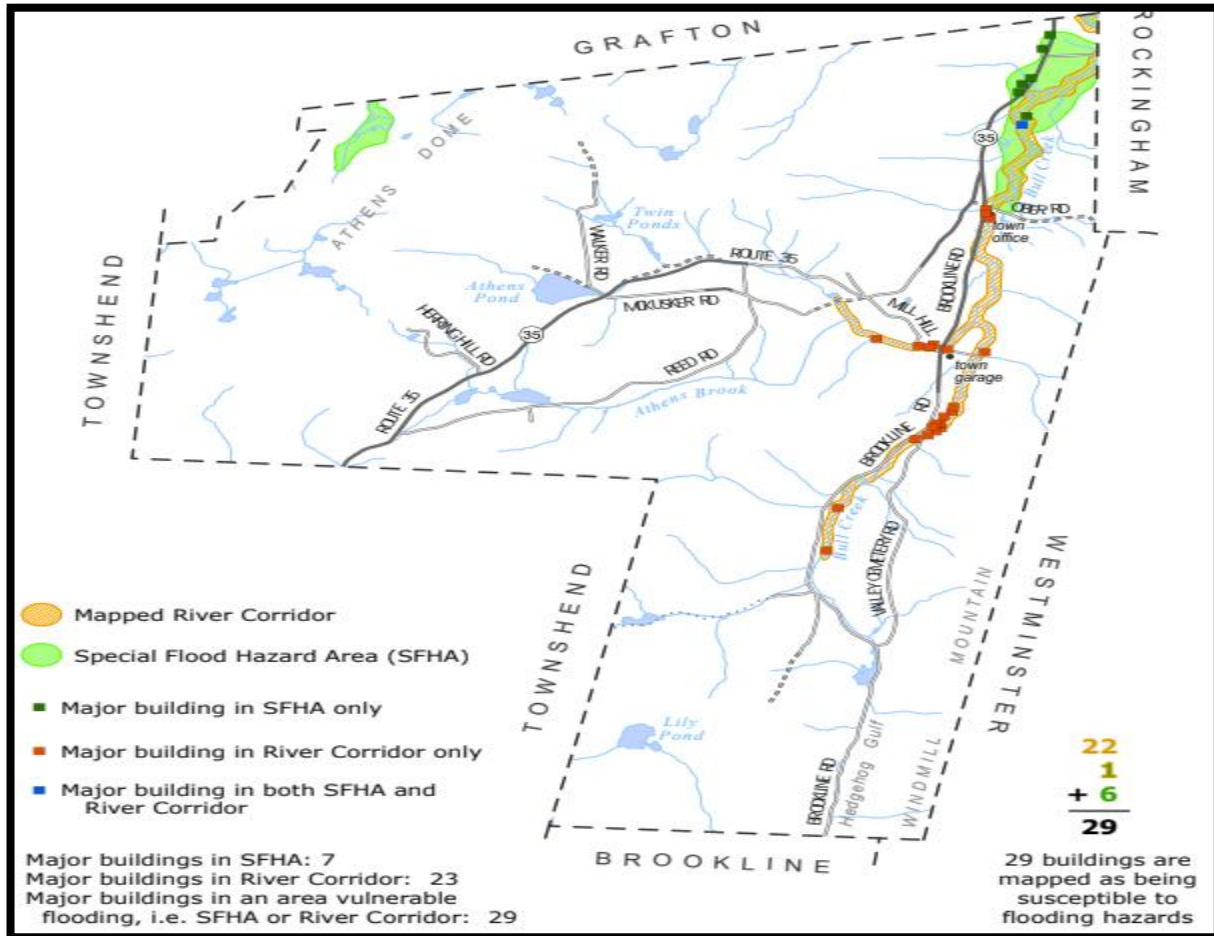 GRAFTON
ROCKINGHAM
ATHENS DOME
35
Bull Creek
OBER RD
town
office
Twin
Ponds
WALKER RD
ROUTE 35
BROOKLINE RD
Athens
Pond
MCKUSKER RD
MILL HILL
TOWNSHEND
HERRING HILL RD
35
REED RD
town
garage
ROUTE 35
Athens Brook
BROOKLINE RD
Bull Creek
VALLEY CEMETERY RD
WESTMINSTER
TOWNSHEND
WINDMILL MOUNTAIN
Lily
Pond
Hedgehog Gulf
BROOKLINE RD
BROOKLINE
Mapped River Corridor
Special Flood Hazard Area (SFHA)
Major building in SFHA only
Major building in River Corridor only
Major building in both SFHA and
River Corridor
Major buildings in SFHA: 7
Major buildings in River Corridor: 23
Major buildings in an area vulnerable
flooding, i.e. SFHA or River Corridor: 29
22
1
+ 6
29
29 buildings are
mapped as being
susceptible to
flooding hazards